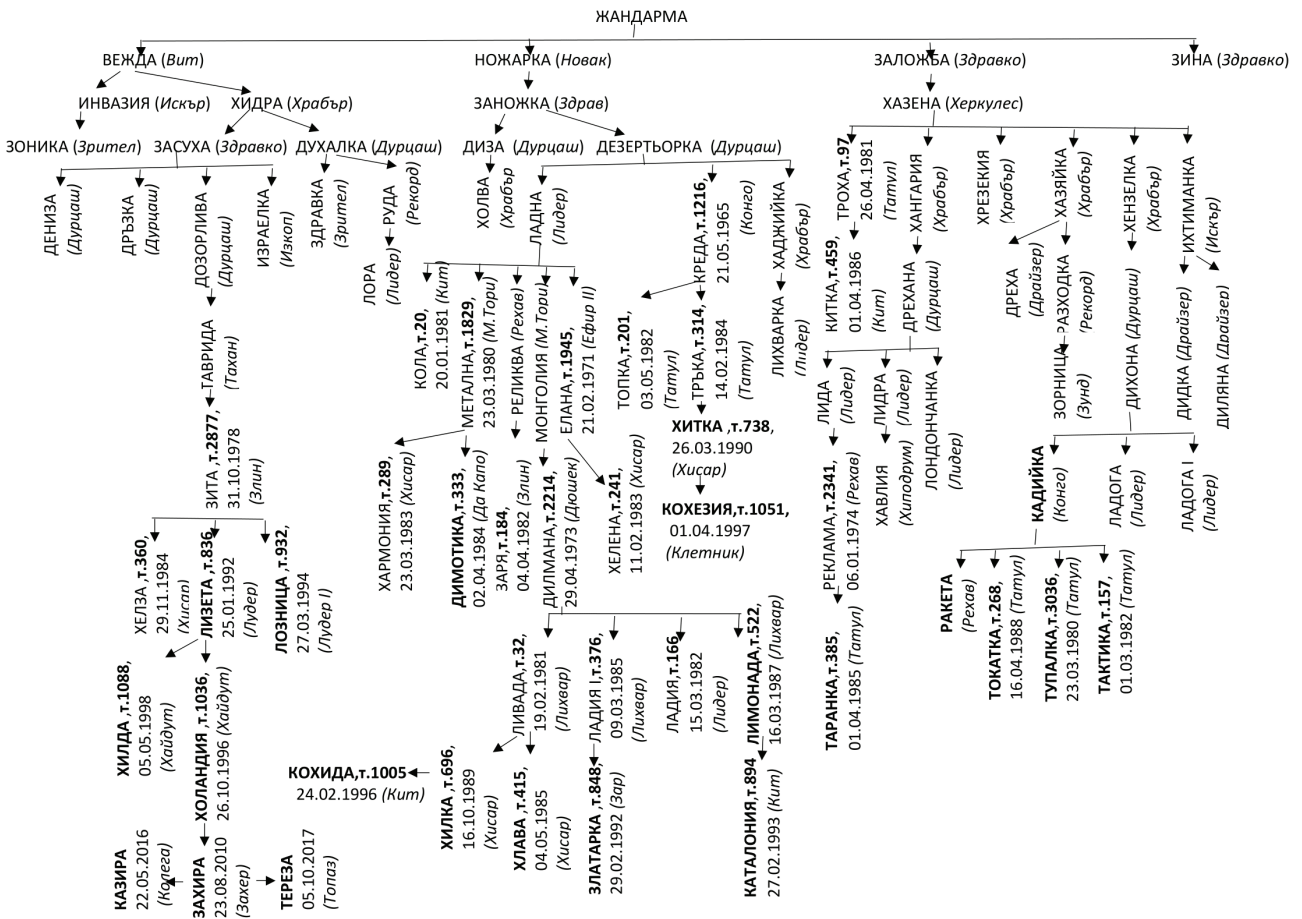 ЖАНДАРМА
ВЕЖДА (Вит)
НОЖАРКА (Новак)
ЗАЛОЖБА (Здравко)
ЗИНА (Здравко)
ИНВАЗИЯ (Искър)
ХИДРА (Храбър)
ЗАНОЖКА (Здрав)
ХАЗЕНА (Херкулес)
ЗОНИКА (Зрител)
ЗАСУХА (Здравко)
ДУХАЛКА (Дурцаш)
ДИЗА (Дурцаш)
ДЕЗЕРТЬОРКА (Дурцаш)
ДЕНИЗА
(Дурцаш)
ДРЪЗКА
(Дурцаш)
ДОЗОРЛИВА
(Дурцаш)
ИЗРАЕЛКА
(Изкоп)
ЗДРАВКА
(Зрител)
РУДА
(Рекорд)
ЛОРА
(Лидер)
ХОЛВА
(Храбър
ЛАДНА
(Лидер)
КРЕДА,т.1216,
21.05.1965
(Конго)
ХАДЖИЙКА
(Храбър)
ТРОХА,т.97
26.04.1981
(Татул)
ХАНГАРИЯ
(Храбър)
ХРЕЗЕКИЯ
(Храбър)
ХАЗЯЙКА
(Храбър)
ХЕНЗЕЛКА
(Храбър)
ИХТИМАНКА
(Искър)
ТАВРИДА
(Тахан)
КОЛА,т.20,
20.01.1981 (Кит)
МЕТАЛНА,т.1829
23.03.1980 (М.Тори)
РЕЛИКВА (Рехав)
МОНГОЛИЯ (М.Тори)
ЕЛАНА,т.1945
21.02.1971 (Ефир II)
ТОПКА,т.201,
03.05.1982
(Татул)
ТРЪКА,т.314,
14.02.1984
(Татул)
ЛИХВАРКА
(Лидер)
КИТКА,т.459,
01.04.1986
(Кит)
ДРЕХАНА
(Дурцаш)
ДРЕХА
(Драйзер)
РАЗХОДКА
'Рекорд)
ЗОРНИЦА
(Зунд)
ДИХОНА (Дурцаш)
ДИДКА (Драйзер)
ДИЛЯНА (Драйзер)
ЗИТА,т.2877,
31.10.1978
(Злин)
ХИТКА ,т.738,
26.03.1990
(Хисар)
ЛИДА
(Лидер)
ЛИДРА
(Лидер)
ЛОНДОНЧАНКА
(Лидер)
ХАРМОНИЯ,т.289
23.03.1983 (Хисар)
ДИМОТИКА,т.333
02.04.1984 (Да Капо)
ЗАРЯ,т.184
04.04.1982 (Злин)
ДИЛМАНА,т.2214
29.04.1973 (Дюшек)
ХЕЛЕНА,т.241
11.02.1983 (Хисар)
КОХЕЗИЯ,т.1051,
01.04.1997
(Клетник)
РЕКЛАМА,т.2341
06.01.1974 (Рехав)
ХАВЛИЯ
(Хиподрум)
КАДИЙКА
(Конго)
ЛАДОГА
(Лидер)
ЛАДОГА I
(Лидер)
ХЕЛЗА,т.360,
29.11.1984
(Хисап)
ЛИЗЕТА ,т.836,
25.01.1992
(Лудер)
ЛОЗНИЦА,т.932,
27.03.1994
(Лудер I)
РАКЕТА
(Рехав)
ТОКАТКА,т.268,
16.04.1988 (Татул)
ТУПАЛКА,т.3036,
23.03.1980 (Татул)
ТАКТИКА,т.157,
01.03.1982 (Татул)
ХИЛДА,т.1088
05.05.1998
(Хайдут)
ХОЛАНДИЯ ,т.1036,
26.10.1996 (Хайдут)
ЛИВАДА,т.32,
19.02.1981
(Лихвар)
ЛАДИЯ I,т.376,
09.03.1985
(Лихвар)
ЛАДИЯ,т.166,
15.03.1982
(Лидер)
ЛИМОНАДА,т.522,
16.03.1987 (Лихвар)
ТАРАНКА,т.385,
01.04.1985 (Татул)
КОХИДА,т.1005
24.02.1996 (Кит)
ХИЛКА,т.696,
16.10.1989
(Хисар)
ХЛАВА,т.415,
04.05.1985
(Хисар)
ЗЛАТАРКА,т.848,
29.02.1992 (Зар)
КАТАЛОНИЯ,т.894
27.02.1993 (Кит)
КАЗИРА
22.05.2016
(Колега)
ЗАХИРА
23.08.2010
(Захер)
ТЕРЕЗА
05.10.2017
(Топаз)